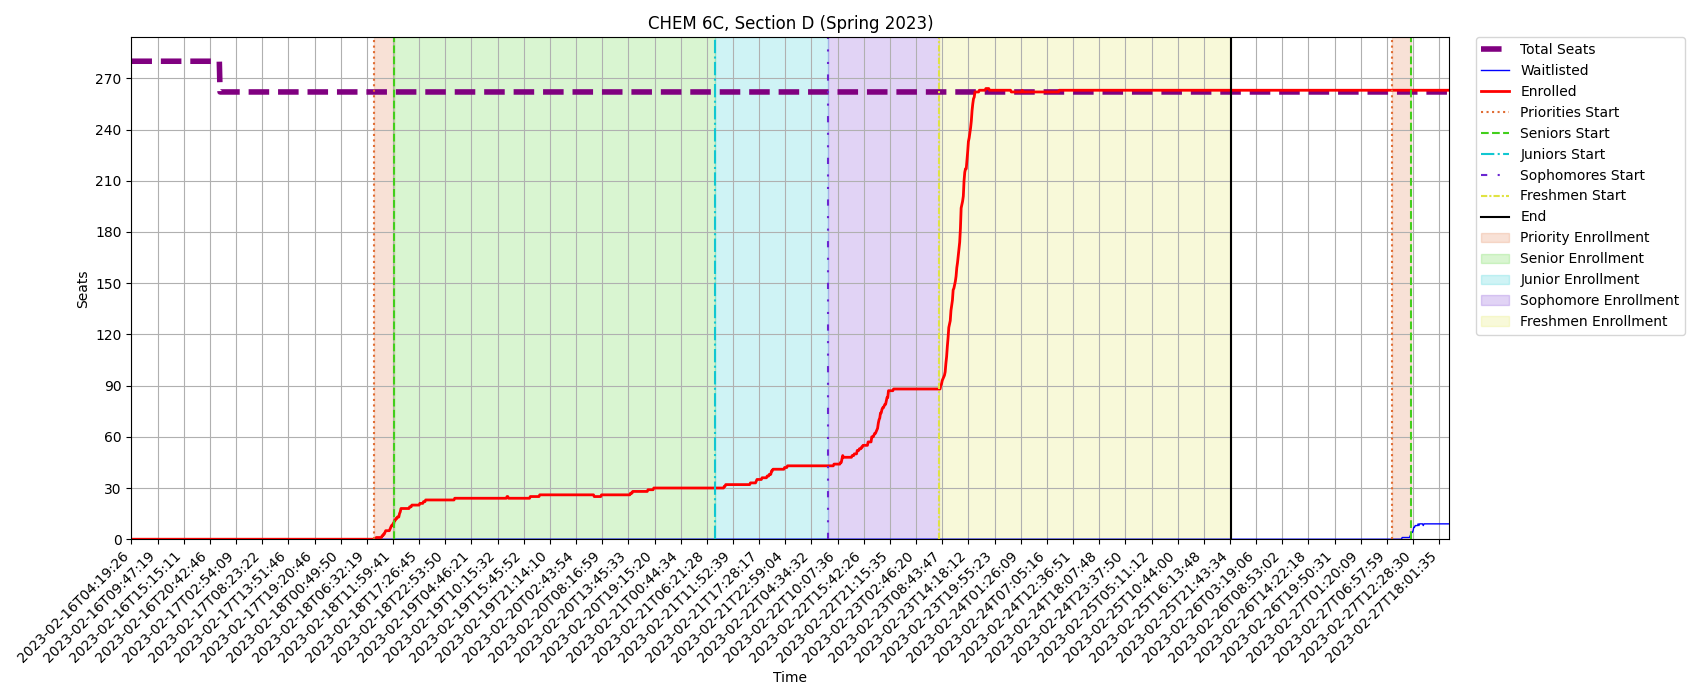 CHEM 6C, Section D (Spring 2023)
Seats
270
240
210
180
150
120
90
60
30
0
2023-02-16T04:19:26
2023-02-16T09:47:19
2023-02-16T15:15:11
2023-02-16T20:42:46
2023-02-17T02:54:09
2023-02-17T08:23:22
2023-02-17T13:51:46
2023-02-17T19:20:46
2023-02-18T00:49:50
2023-02-18T06:32:19
2023-02-18T11:59:41
2023-02-18T17:26:45
2023-02-18T22:53:50
2023-02-19T04:46:21
2023-02-19T10:15:32
2023-02-19T15:45:52
2023-02-19T21:14:10
2023-02-20T02:43:54
2023-02-20T08:16:59
2023-02-20T13:45:33
2023-02-20T19:15:20
2023-02-21T00:44:34
2023-02-21T06:21:28
2023-02-21T11:52:39
2023-02-21T17:28:17
2023-02-21T22:59:04
2023-02-22T04:34:32
2023-02-22T10:07:36
2023-02-22T15:42:26
2023-02-22T21:15:35
2023-02-23T02:46:20
2023-02-23T08:43:47
2023-02-23T14:18:12
2023-02-23T19:55:23
2023-02-24T01:26:09
2023-02-24T07:05:16
2023-02-24T12:36:51
2023-02-24T18:07:48
2023-02-24T23:37:50
2023-02-25T05:11:12
2023-02-25T10:44:00
2023-02-25T16:13:48
2023-02-25T21:43:34
2023-02-26T03:19:06
2023-02-26T08:53:02
2023-02-26T14:22:18
2023-02-26T19:50:31
2023-02-27T01:20:09
2023-02-27T06:57:59
2023-02-27T12:28:30
2023-02-27T18:01:35
Time
Total Seats
Waitlisted
Enrolled
Priorities Start
Seniors Start
Juniors Start
Sophomores Start
Freshmen Start
End
Priority Enrollment
Senior Enrollment
Junior Enrollment
Sophomore Enrollment
Freshmen Enrollment